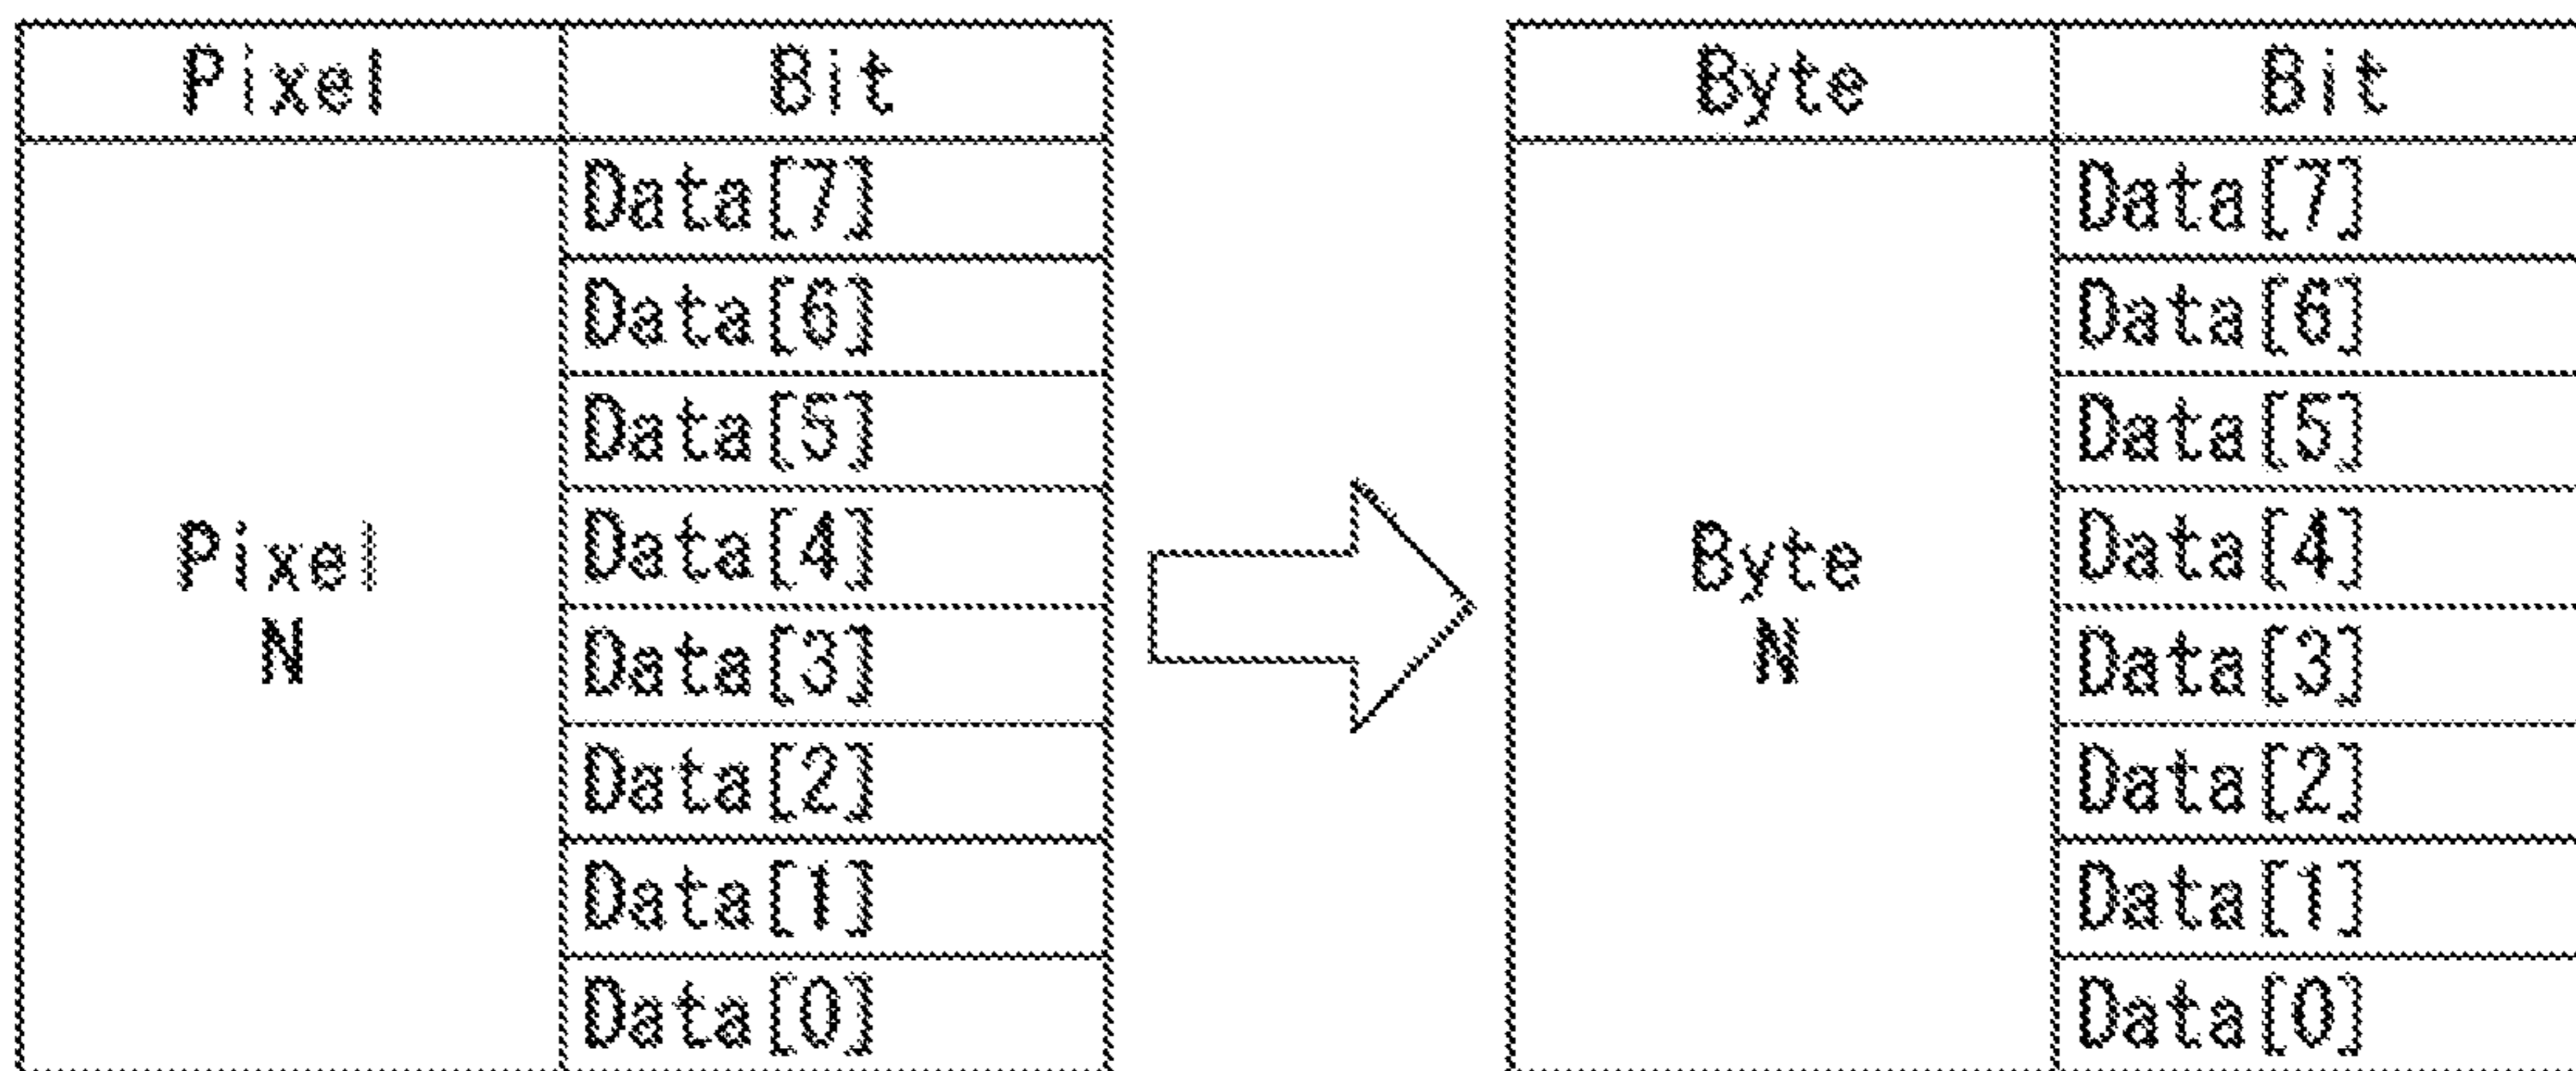 Pixel Bit
Data[7]
Data[6]
Data[5]
Data[4]
Pixel
N
Data[3]
Data[2]
Data[1]
Data[0]
Byte Bit
Data[7]
Data[6]
Data[5]
Data[4]
Byte
N
Data[3]
Data[2]
Data[1]
Data[0]